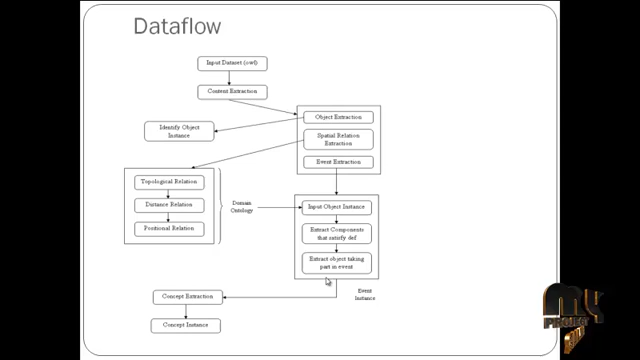 Dataflow
Input Dataset (owl)
Content Extraction
Object Extraction
Identify Object
Instance
Spatial Relation
Extraction
Event Extraction
Topological Relation
Distance Relation
Positional Relation
Domain
Ontology
Input Object Instance
Extract Components
that satisfy def
Extract object taking
part in event
Event
Instance
Concept Extraction
Concept Instance
MY
PROJECT